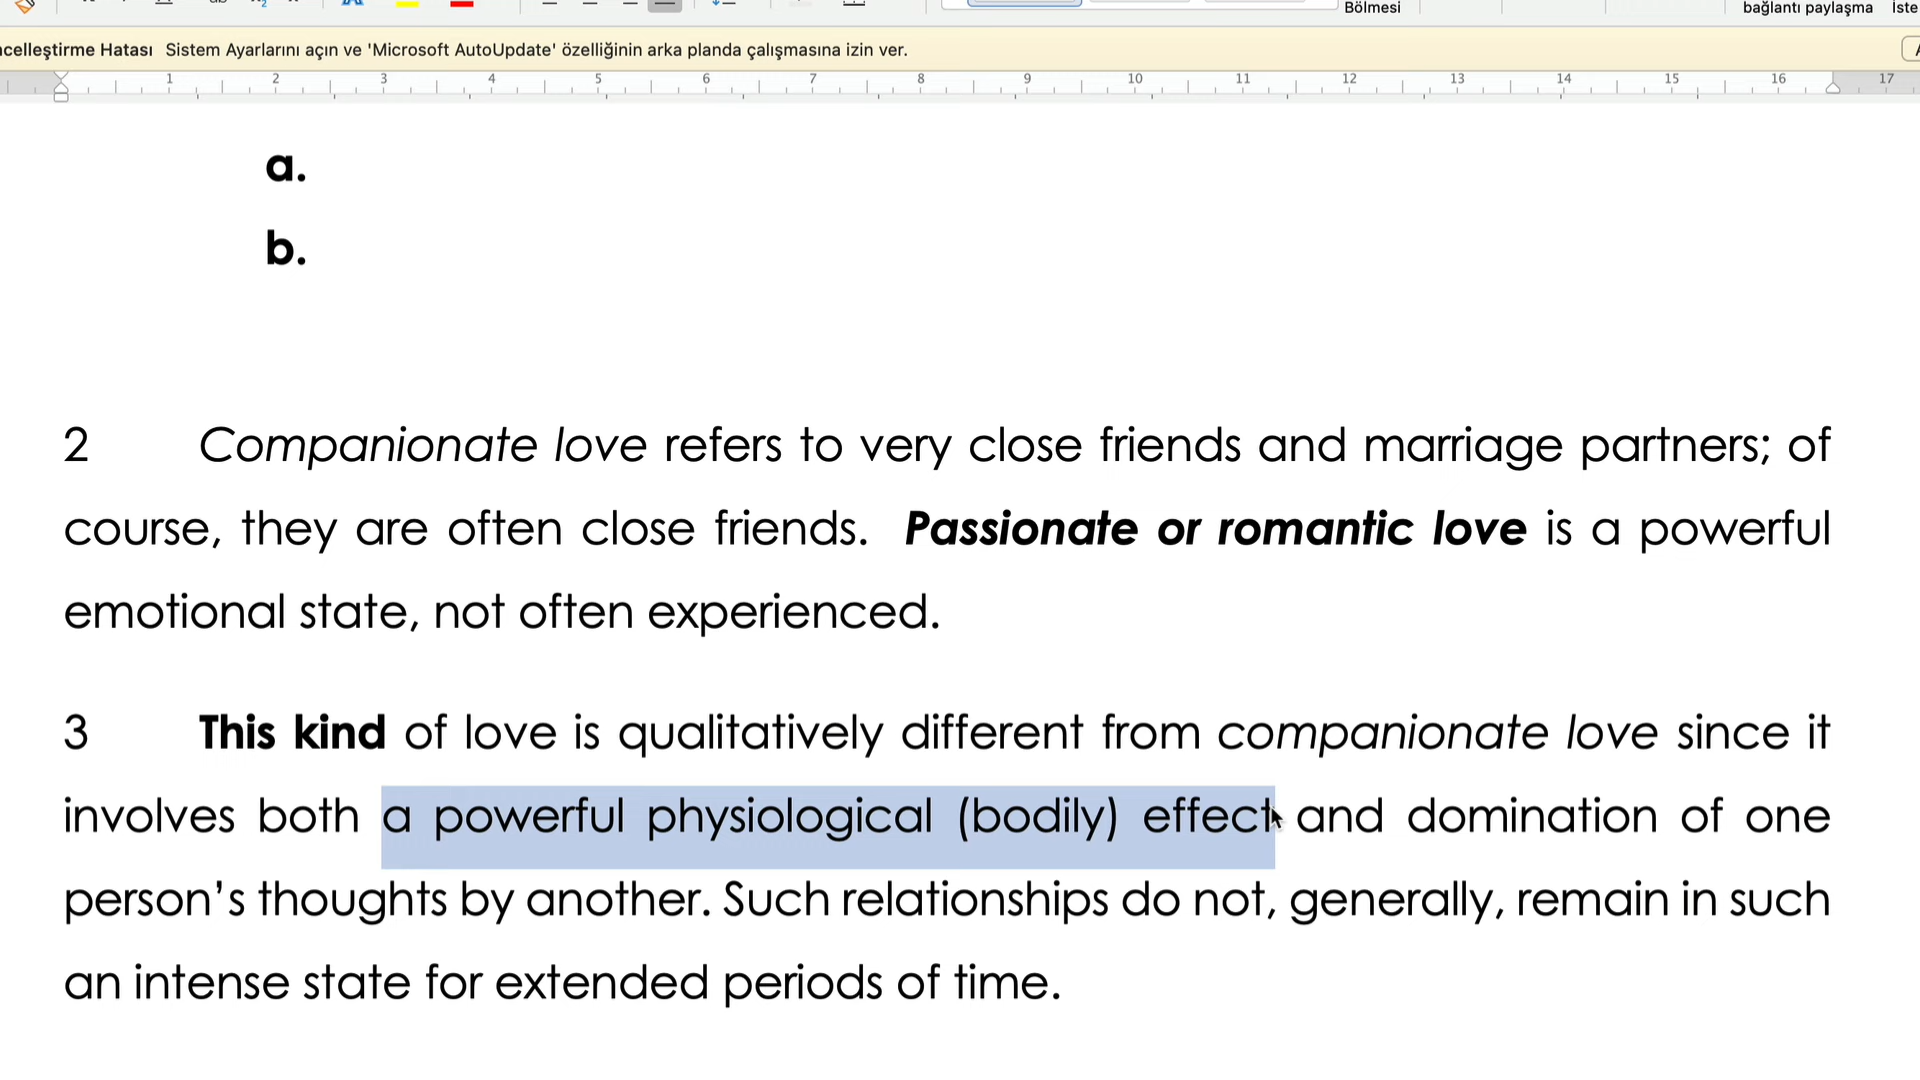 Bölmesi
bağlantı paylaşma
İste
ncelleştirme Hatası Sistem Ayarlarını açın ve 'Microsoft AutoUpdate' özelliğinin arka planda çalışmasına izin ver.
1 2 3 4 5 6 7 8 9 10 11 12 13 14 15 16 17
a.
b.
2 Companionate love refers to very close friends and marriage partners; of
course, they are often close friends. Passionate or romantic love is a powerful
emotional state, not often experienced.
3 This kind of love is qualitatively different from companionate love since it
involves both a powerful physiological (bodily) effect and domination of one
person’s thoughts by another. Such relationships do not, generally, remain in such
an intense state for extended periods of time.